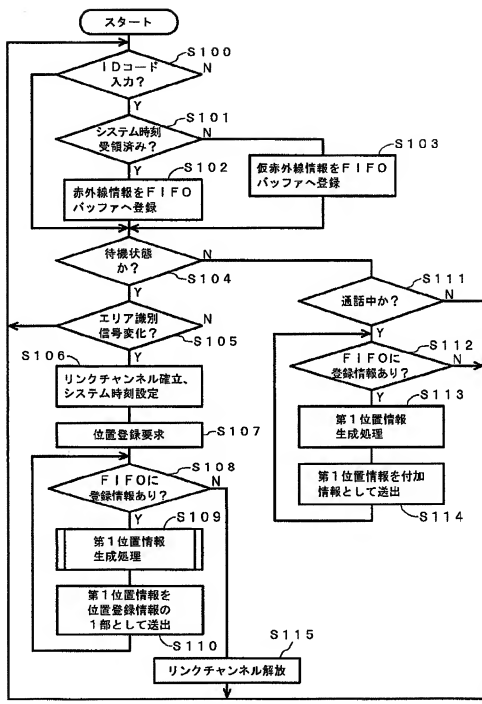 スタート
S100
IDコード
入力?
N
Y
S101
システム時刻
受領済み?
N
Y
S102
赤外線情報をFIFO
バッファへ登録
S103
仮赤外線情報をFIFO
バッファへ登録
待機状態
か?
N
S104
Y
エリア識別
信号変化?
N
S105
Y
S106
リンクチャンネル確立、
システム時刻設定
位置登録要求
S107
S108
FIFOに
登録情報あり?
N
Y
S109
第1位置情報
生成処理
第1位置情報を
位置登録情報の
1部として送出
S110
S111
通話中か?
N
Y
S112
FIFOに
登録情報あり?
N
Y
S113
第1位置情報
生成処理
第1位置情報を付加
情報として送出
S114
S115
リンクチャンネル解放